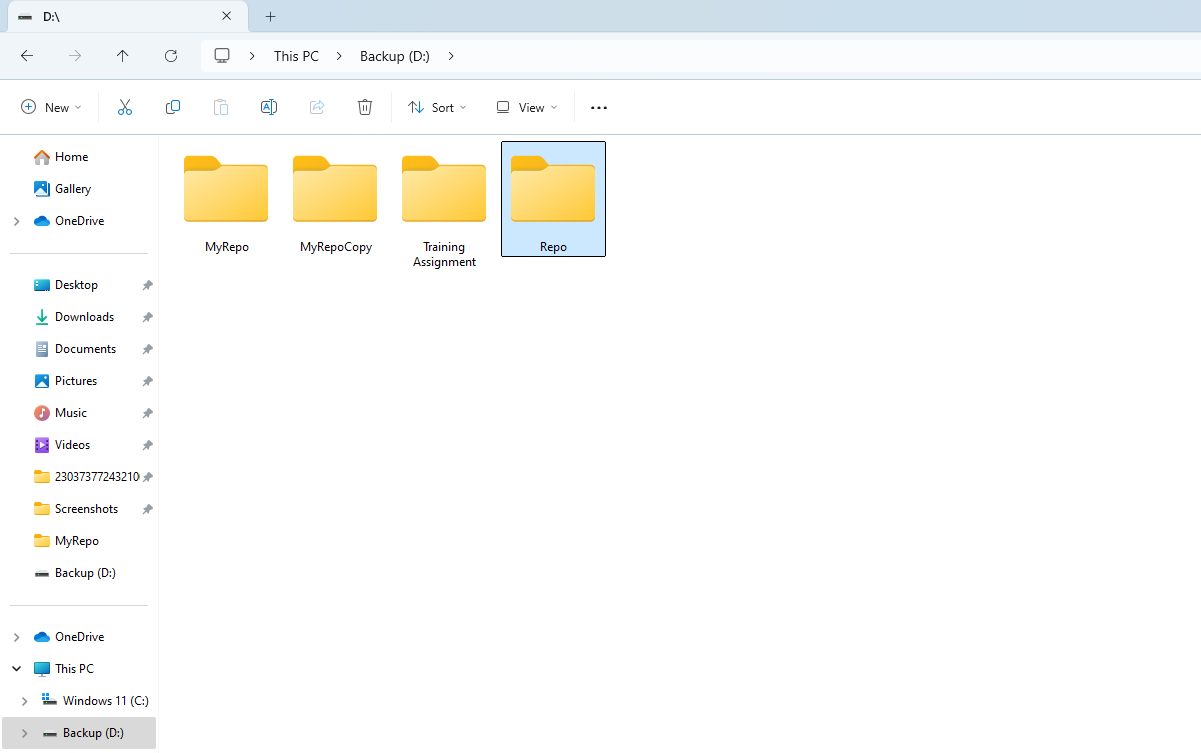 D:\
This PC
Backup (D:)
New
A
Sort
View
Home
Gallery
OneDrive
Desktop
Downloads
Documents
Pictures
Music
Videos
23037377243210
Screenshots
MyRepo
Backup (D:)
OneDrive
This PC
Windows 11 (C:)
Backup (D:)
MyRepo
MyRepoCopy
Training
Assignment
Repo